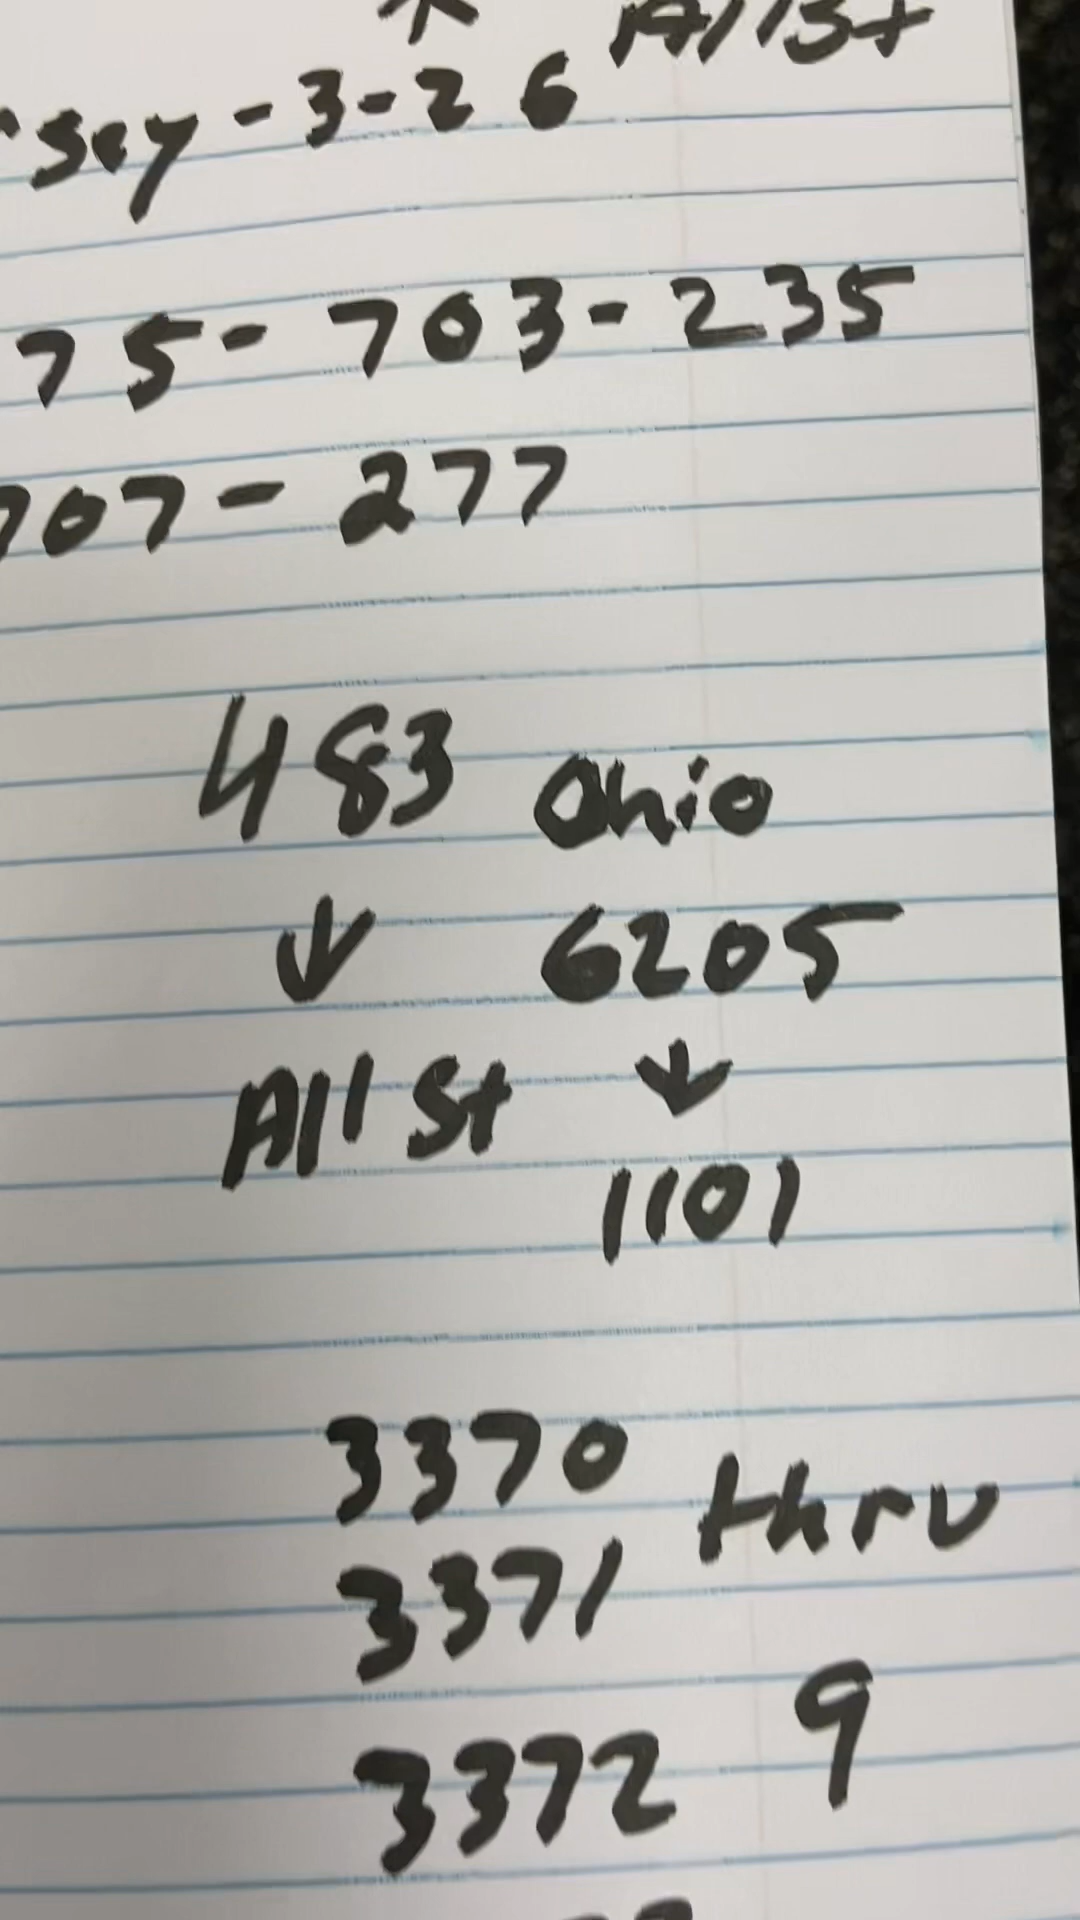 All St
sey - 3-26
75 - 703 - 235
707 - 277
483 Ohio
↓ 6205
All St ↓
1101
3370 thru
3371
3372 9